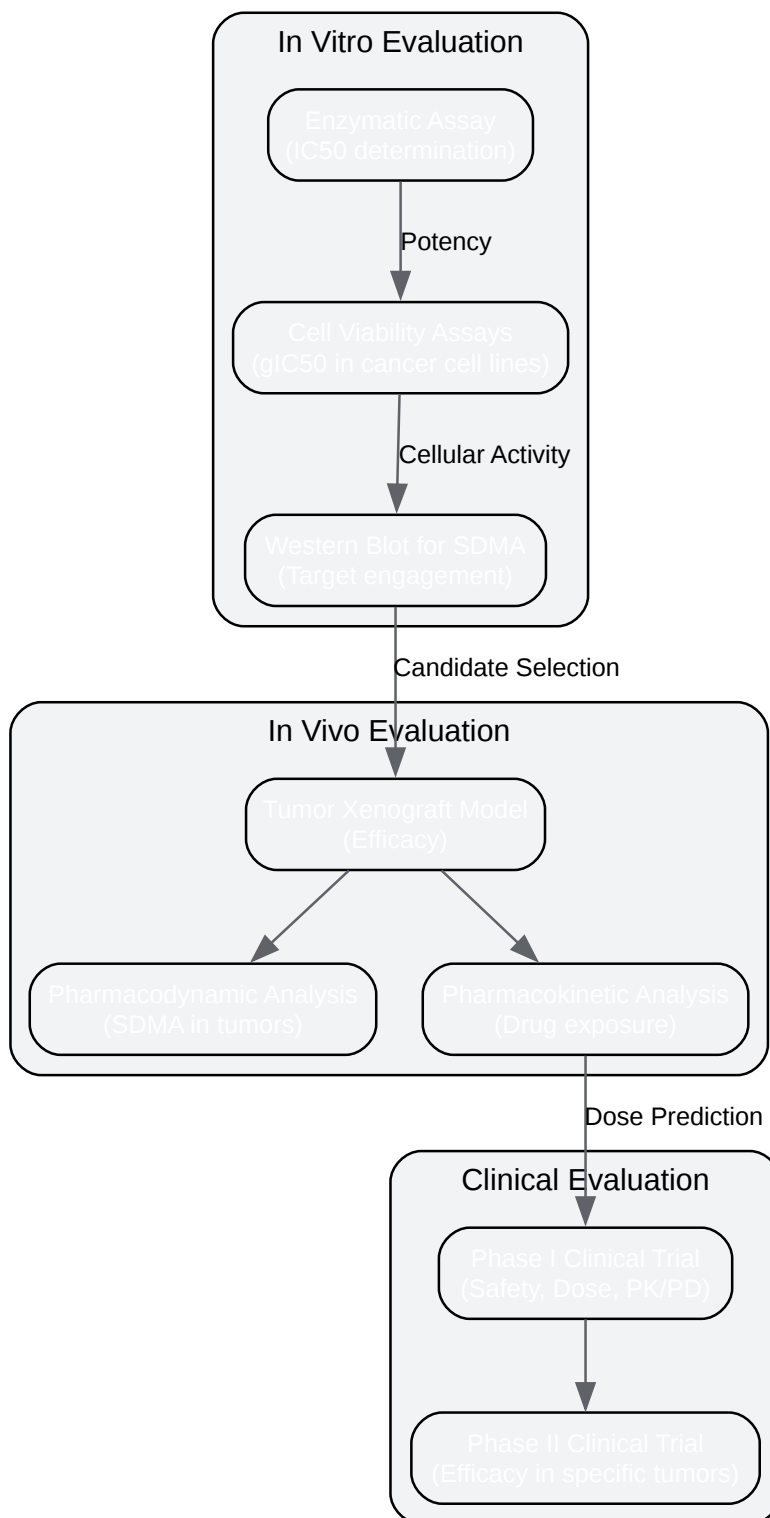 In Vitro Evaluation
Enzymatic Assay
(IC50 determination)
Potency
Cell Viability Assays
(gIC50 in cancer cell lines)
Cellular Activity
Western Blot for SDMA
(Target engagement)
Candidate Selection
In Vivo Evaluation
Tumor Xenograft Model
(Efficacy)
Pharmacodynamic Analysis
(SDMA in tumors)
Pharmacokinetic Analysis
(Drug exposure)
Dose Prediction
Clinical Evaluation
Phase I Clinical Trial
(Safety, Dose, PK/PD)
Phase II Clinical Trial
(Efficacy in specific tumors)